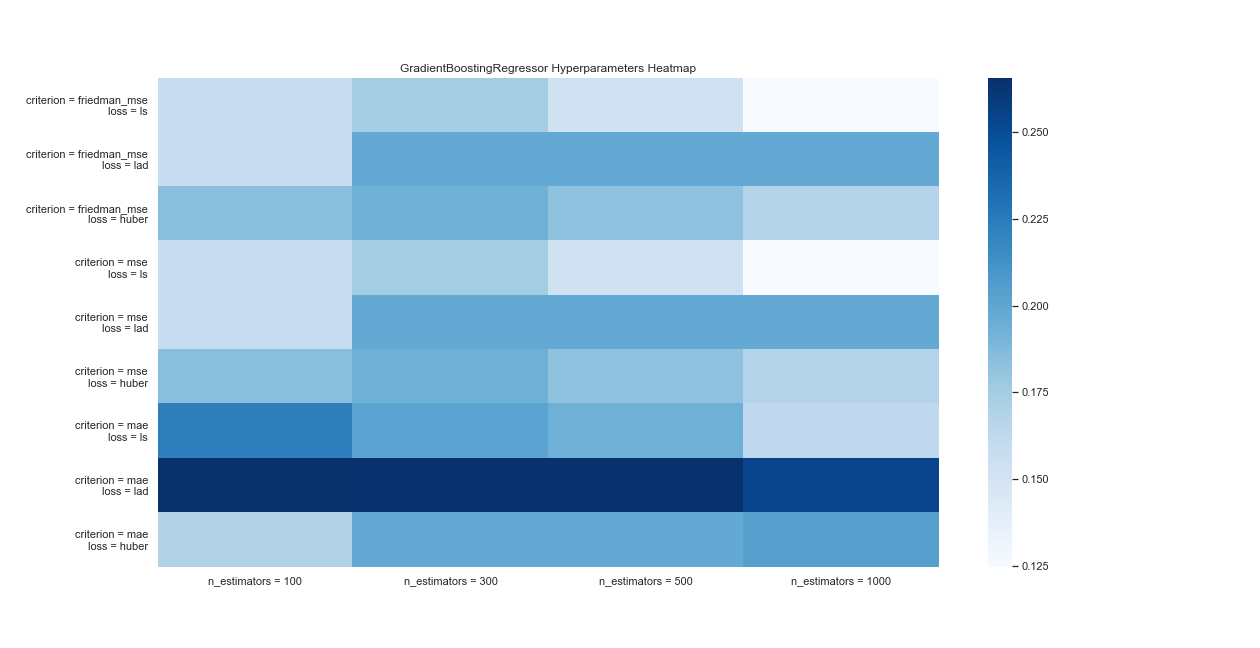 GradientBoostingRegressor Hyperparameters Heatmap
criterion = friedman_mse
loss = ls
criterion = friedman_mse
loss = lad
criterion = friedman_mse
loss = huber
criterion = mse
loss = ls
criterion = mse
loss = lad
criterion = mse
loss = huber
criterion = mae
loss = ls
criterion = mae
loss = lad
criterion = mae
loss = huber
n_estimators = 100
n_estimators = 300
n_estimators = 500
n_estimators = 1000
0.250
0.225
0.200
0.175
0.150
0.125